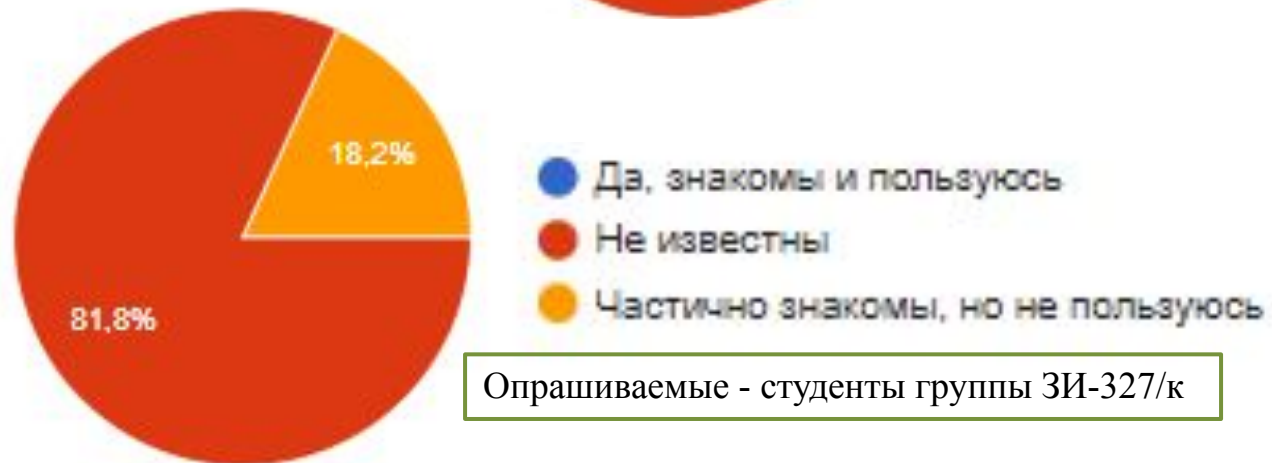 18,2%
81,8%
Да, знакомы и пользуюсь
Не известны
Частично знакомы, но не пользуюсь
Опрашиваемые - студенты группы ЗИ-327/к